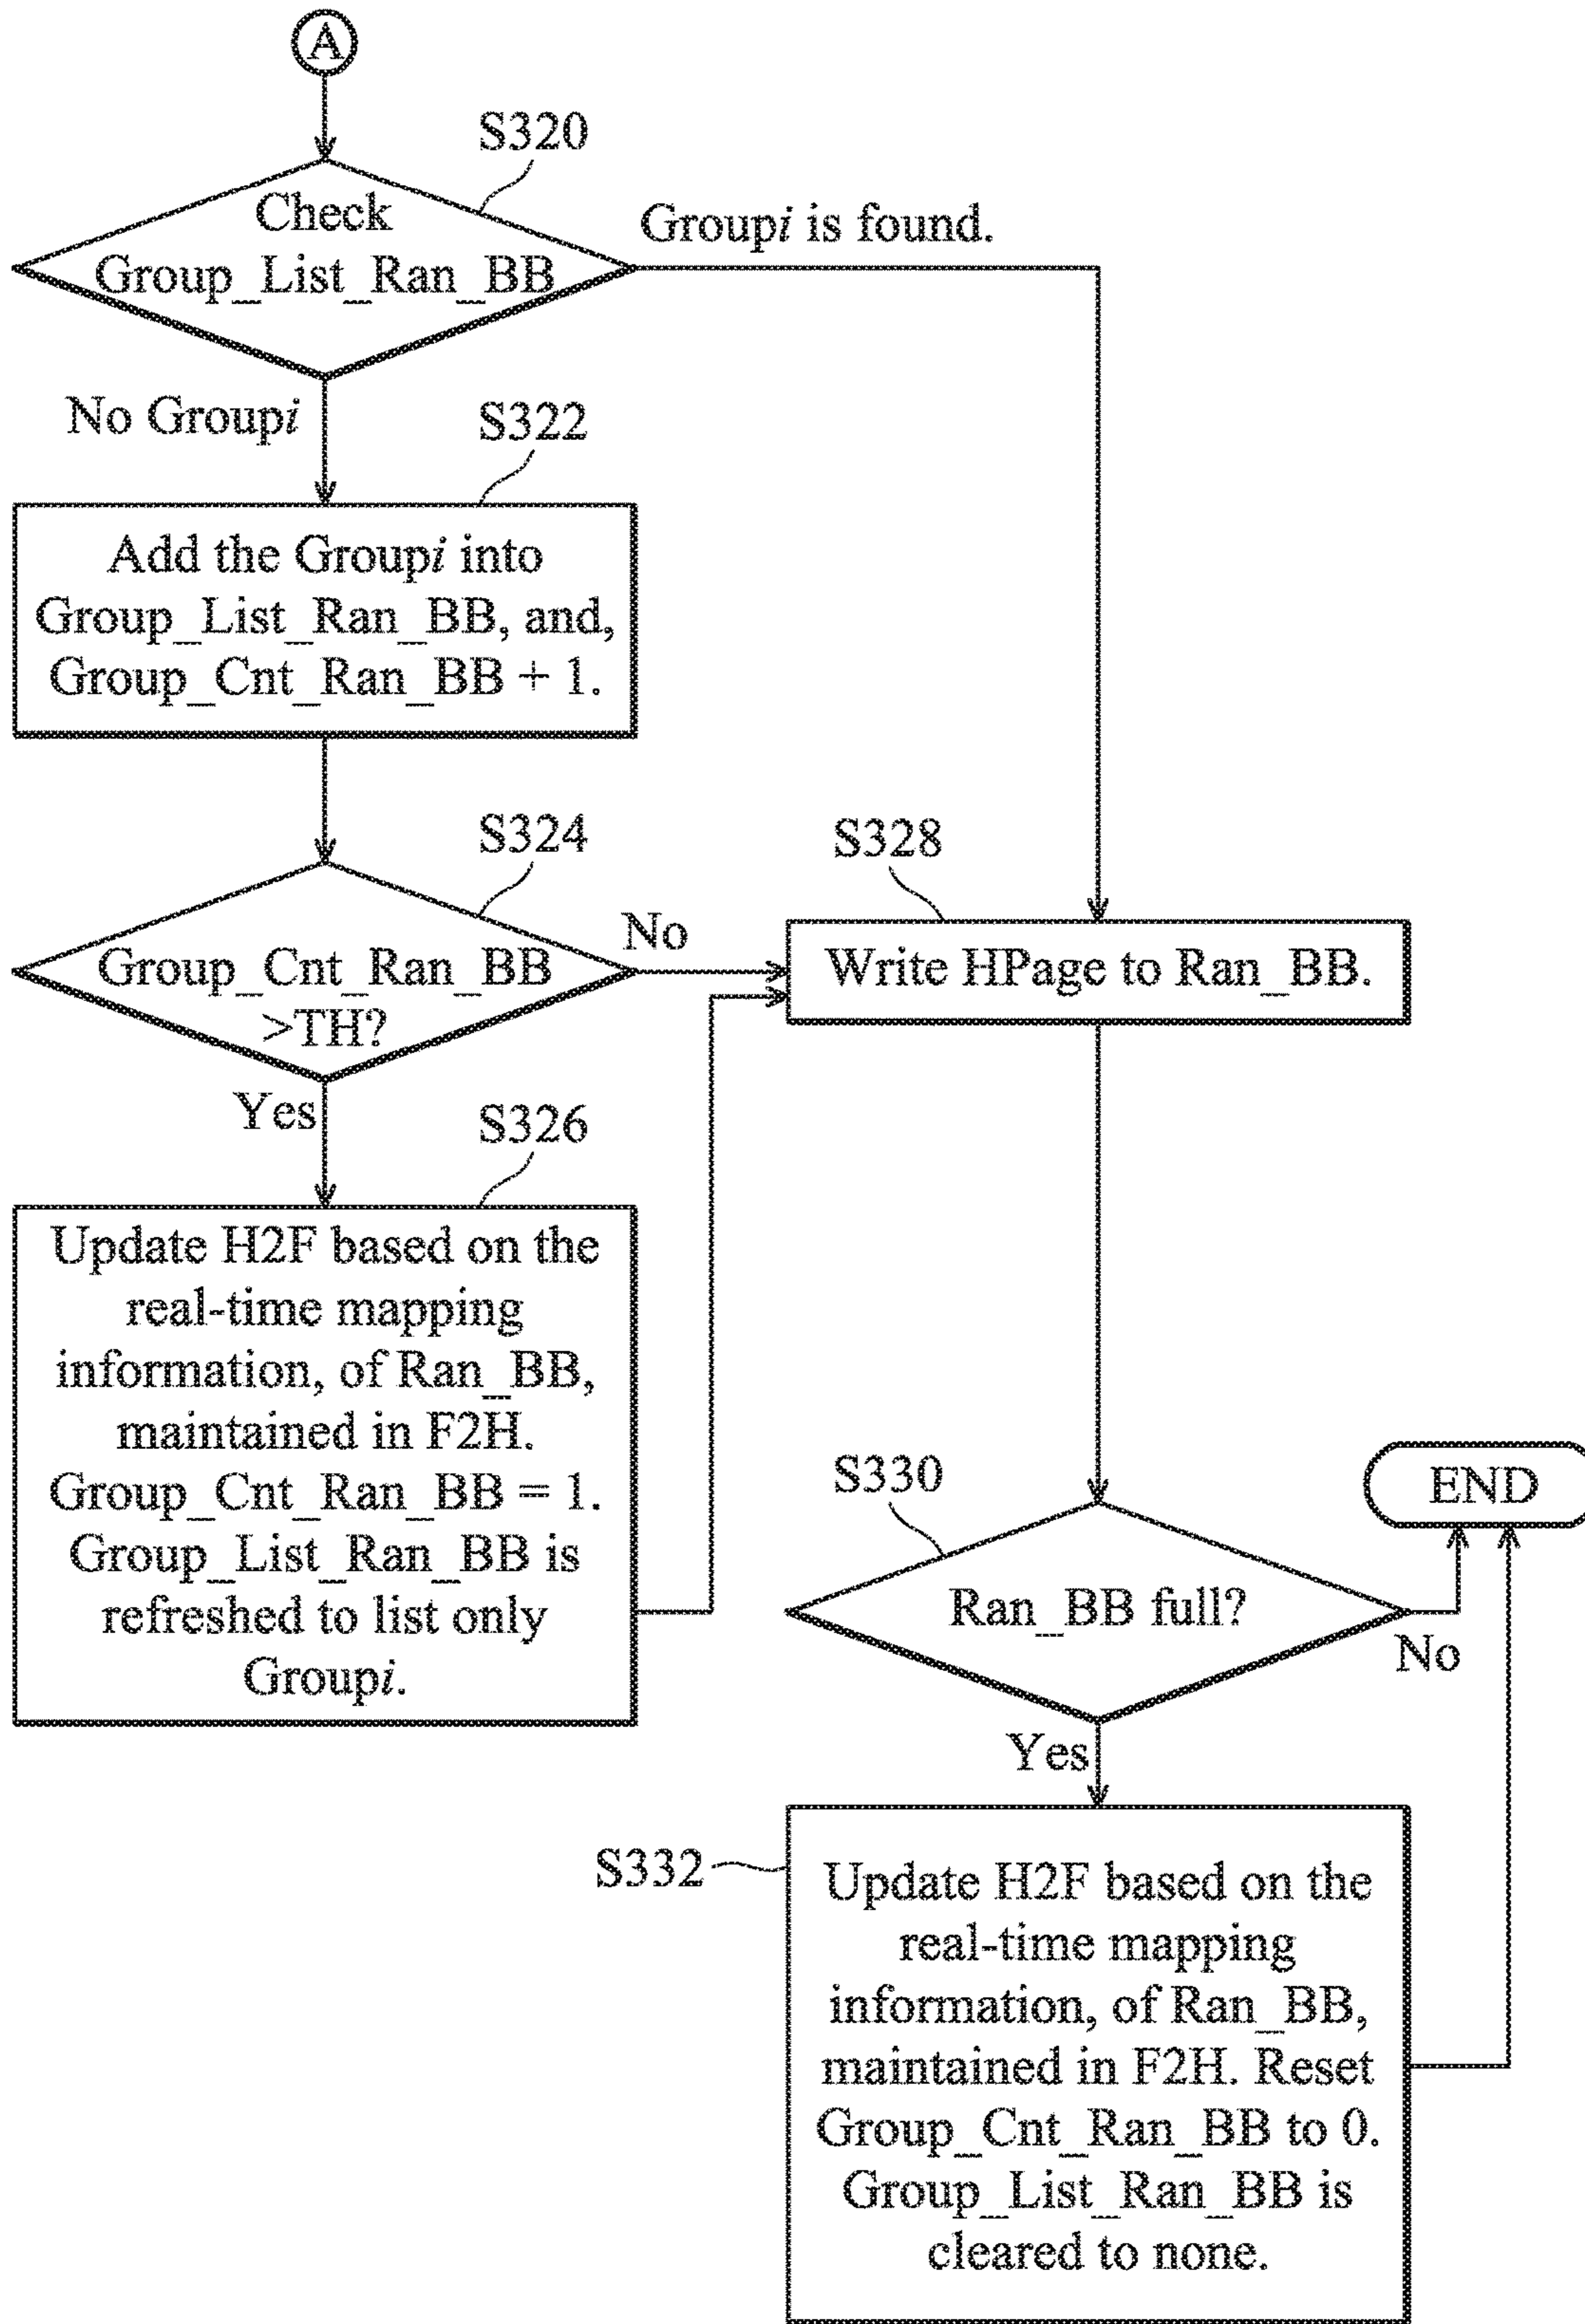 A
S320
Check
Group_List_Ran_BB
Groupi is found.
No Groupi
S322
Add the Groupi into
Group_List_Ran_BB, and,
Group_Cnt_Ran_BB + 1.
S324
Group_Cnt_Ran_BB
>TH?
No
S328
Write HPage to Ran_BB.
Yes
S326
Update H2F based on the
real-time mapping
information, of Ran_BB,
maintained in F2H.
Group_Cnt_Ran_BB = 1.
Group_List_Ran_BB is
refreshed to list only
Groupi.
S330
Ran_BB full?
END
No
Yes
S332
Update H2F based on the
real-time mapping
information, of Ran_BB,
maintained in F2H. Reset
Group_Cnt_Ran_BB to 0.
Group_List_Ran_BB is
cleared to none.